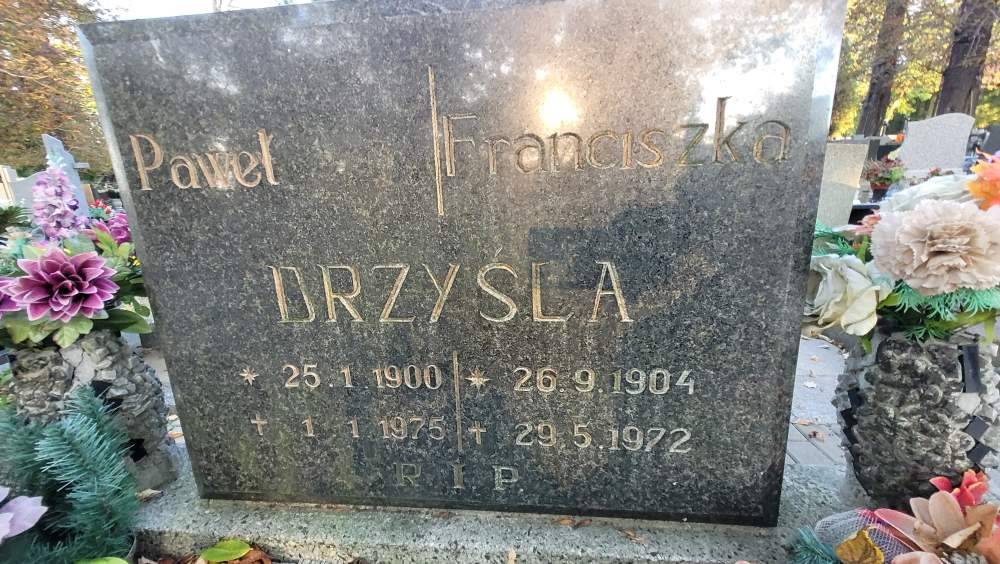 Paweł Franciszka
DRZYŚLA
* 25.1 1900 * 26.9.1904
† 1 1 1975 † 29.5.1972
R I P